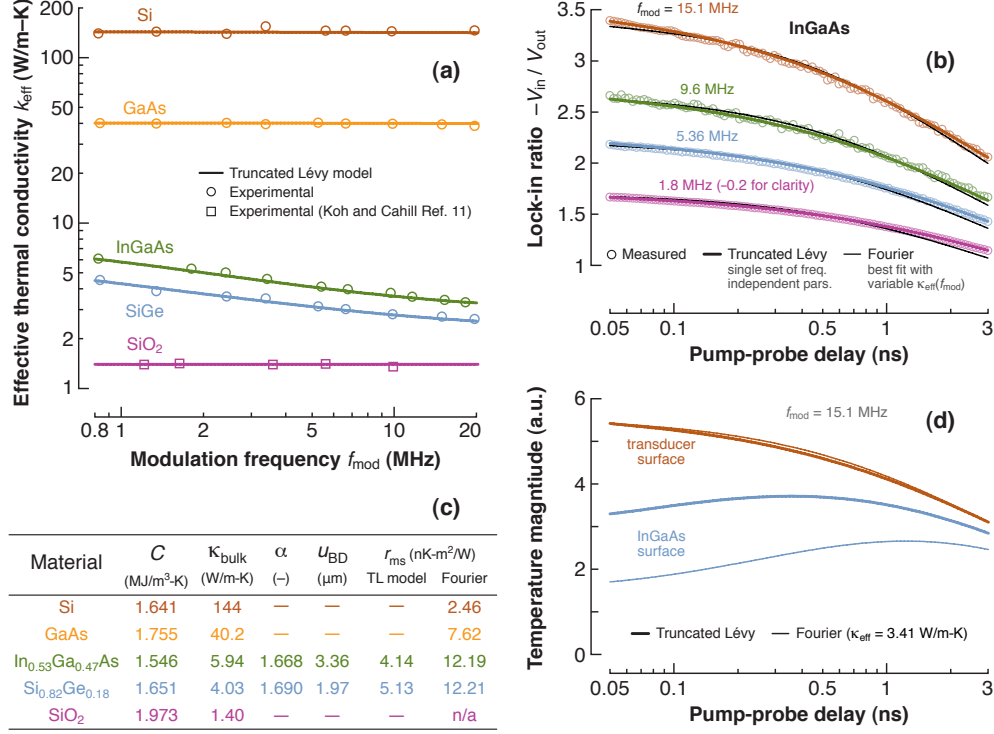 (a)
Si
GaAs
Truncated Lévy model
Experimental
Experimental (Koh and Cahill Ref. 11)
InGaAs
SiGe
SiO2
Effective thermal conductivity keff (W/m–K)
100
50
20
10
5
2
1
0.8 1 2 5 10 20
Modulation frequency fmod (MHz)
(b)
InGaAs
fmod = 15.1 MHz
9.6 MHz
5.36 MHz
1.8 MHz (–0.2 for clarity)
Measured
Truncated Lévy
single set of freq.
independent pars.
Fourier
best fit with
variable κeff(fmod)
Lock-in ratio –Vin / Vout
3.5
3
2.5
2
1.5
1
0.05 0.1 0.5 1 3
Pump-probe delay (ns)
(c)
Material C κbulk α uBD rms (nK-m2/W)
(MJ/m3-K) (W/m-K) (–) (μm) TL model Fourier
Si 1.641 144 — — — 2.46
GaAs 1.755 40.2 — — — 7.62
In0.53Ga0.47As 1.546 5.94 1.668 3.36 4.14 12.19
Si0.82Ge0.18 1.651 4.03 1.690 1.97 5.13 12.21
SiO2 1.973 1.40 — — — n/a
(d)
fmod = 15.1 MHz
transducer
surface
InGaAs
surface
Truncated Lévy
Fourier (κeff = 3.41 W/m-K)
Temperature magntiude (a.u.)
6
4
2
0
0.05 0.1 0.5 1 3
Pump-probe delay (ns)